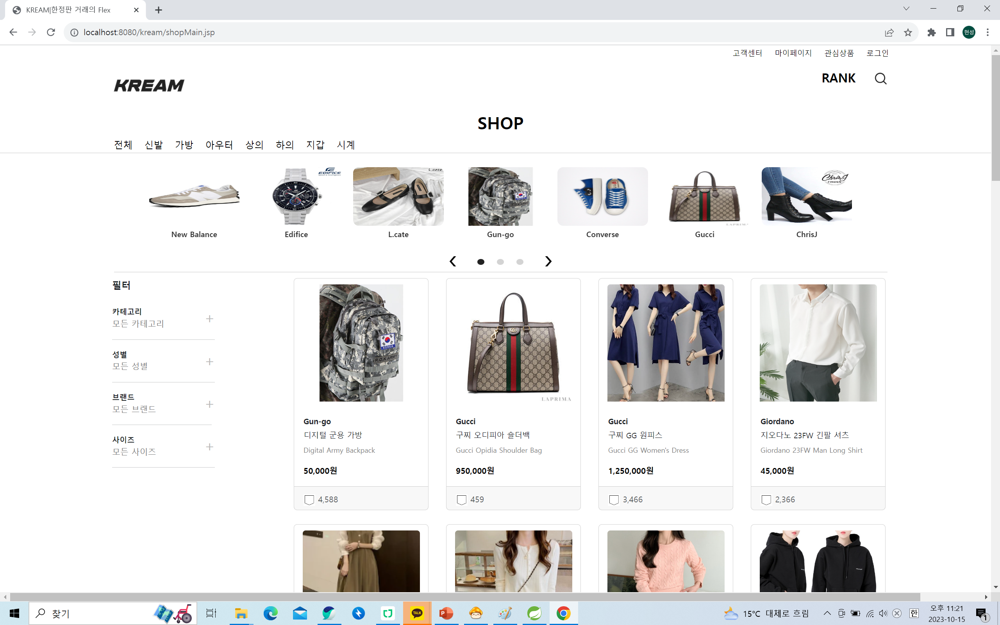 KREAM|한정판 거래의 Flex
localhost:8080/kream/shopMain.jsp
현성
고객센터 마이페이지 관심상품 로그인
KREAM
RANK
SHOP
전체 신발 가방 아우터 상의 하의 지갑 시계
EDIFICE
L.cate
ChrisJ
FINDEN
LAPRIMA
New Balance Edifice L.cate Gun-go Converse Gucci ChrisJ
필터
카테고리
모든 카테고리
성별
모든 성별
브랜드
모든 브랜드
사이즈
모든 사이즈
KOREA
R.O.K ARMY
Gun-go
디지털 군용 가방
Digital Army Backpack
50,000원
4,588
LAPRIMA
Gucci
구찌 오디피아 숄더백
Gucci Opidia Shoulder Bag
950,000원
459
Gucci
구찌 GG 원피스
Gucci GG Women's Dress
1,250,000원
3,466
Giordano
지오다노 23FW 긴팔 셔츠
Giordano 23FW Man Long Shirt
45,000원
2,366
찾기
TALK
15°C 대체로 흐림
한
오후 11:21
2023-10-15
1